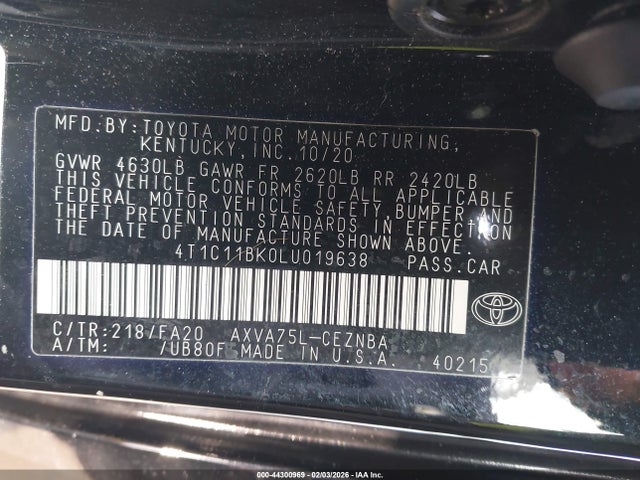 MFD.BY:TOYOTA MOTOR MANUFACTURING,
KENTUCKY,INC.10/20
GVWR 4630LB GAWR FR 2620LB RR 2420LB
THIS VEHICLE CONFORMS TO ALL APPLICABLE
FEDERAL MOTOR VEHICLE SAFETY,BUMPER AND
THEFT PREVENTION STANDARDS IN EFFECT ON
THE DATE OF MANUFACTURE SHOWN ABOVE.
4T1C11BK0LU019638 PASS.CAR
C/TR:218/FA20 AXVA75L-CEZNBA
A/TM: /UB80F MADE IN U.S.A. 40215
000-44300969 - 02/03/2026 - IAA Inc.